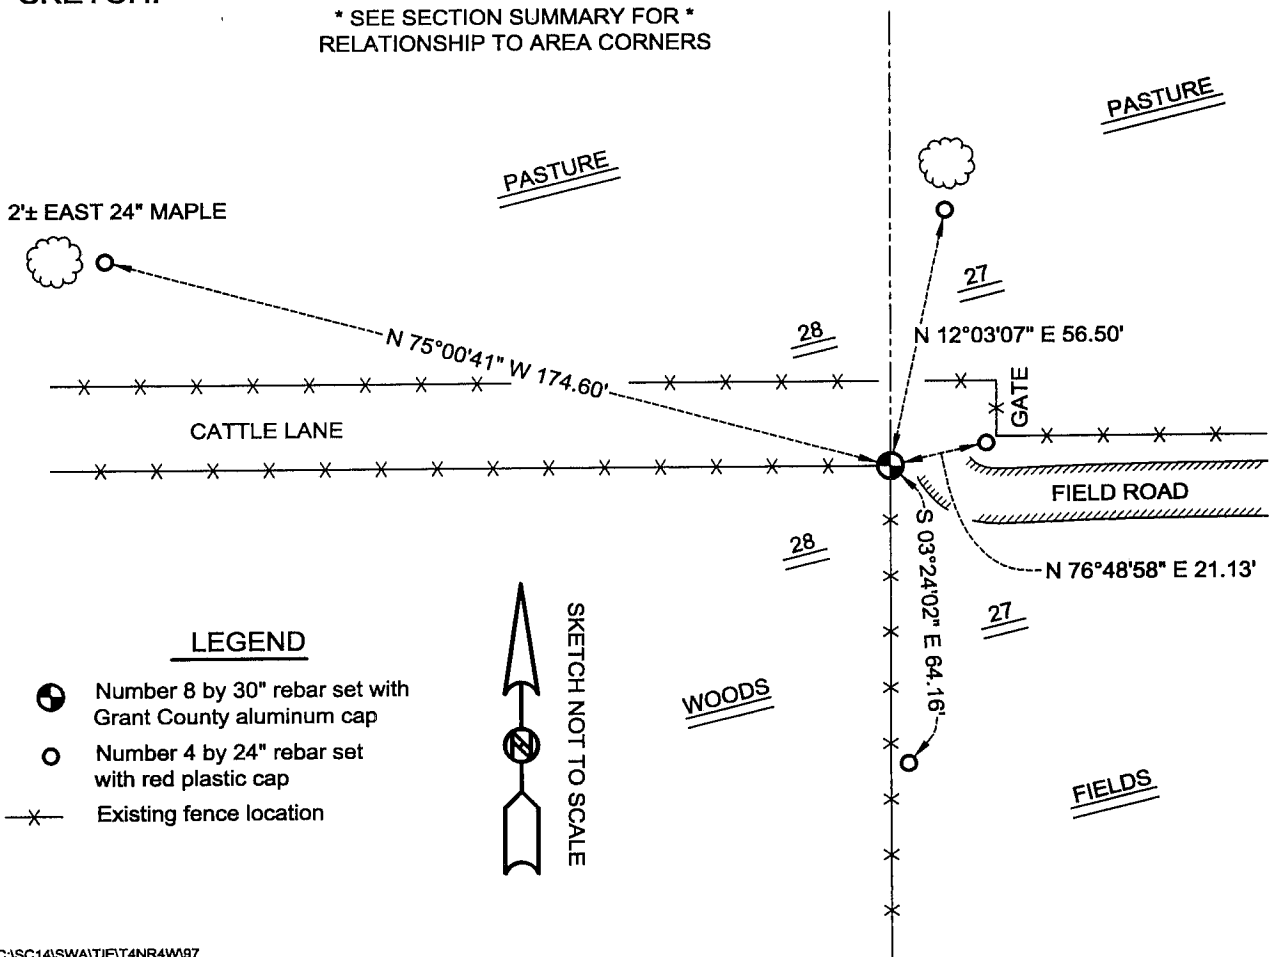 * SEE SECTION SUMMARY FOR *
RELATIONSHIP TO AREA CORNERS
PASTURE
PASTURE
2'± EAST 24" MAPLE
27
28
N 12°03'07" E 56.50'
N 75°00'41" W 174.60'
GATE
CATTLE LANE
FIELD ROAD
28
S 03°24'02" E 64.16'
N 76°48'58" E 21.13'
27
LEGEND
Number 8 by 30" rebar set with
Grant County aluminum cap
Number 4 by 24" rebar set
with red plastic cap
Existing fence location
N
SKETCH NOT TO SCALE
WOODS
FIELDS
C:\SC14\SWA\TIE\T4NR4W\97